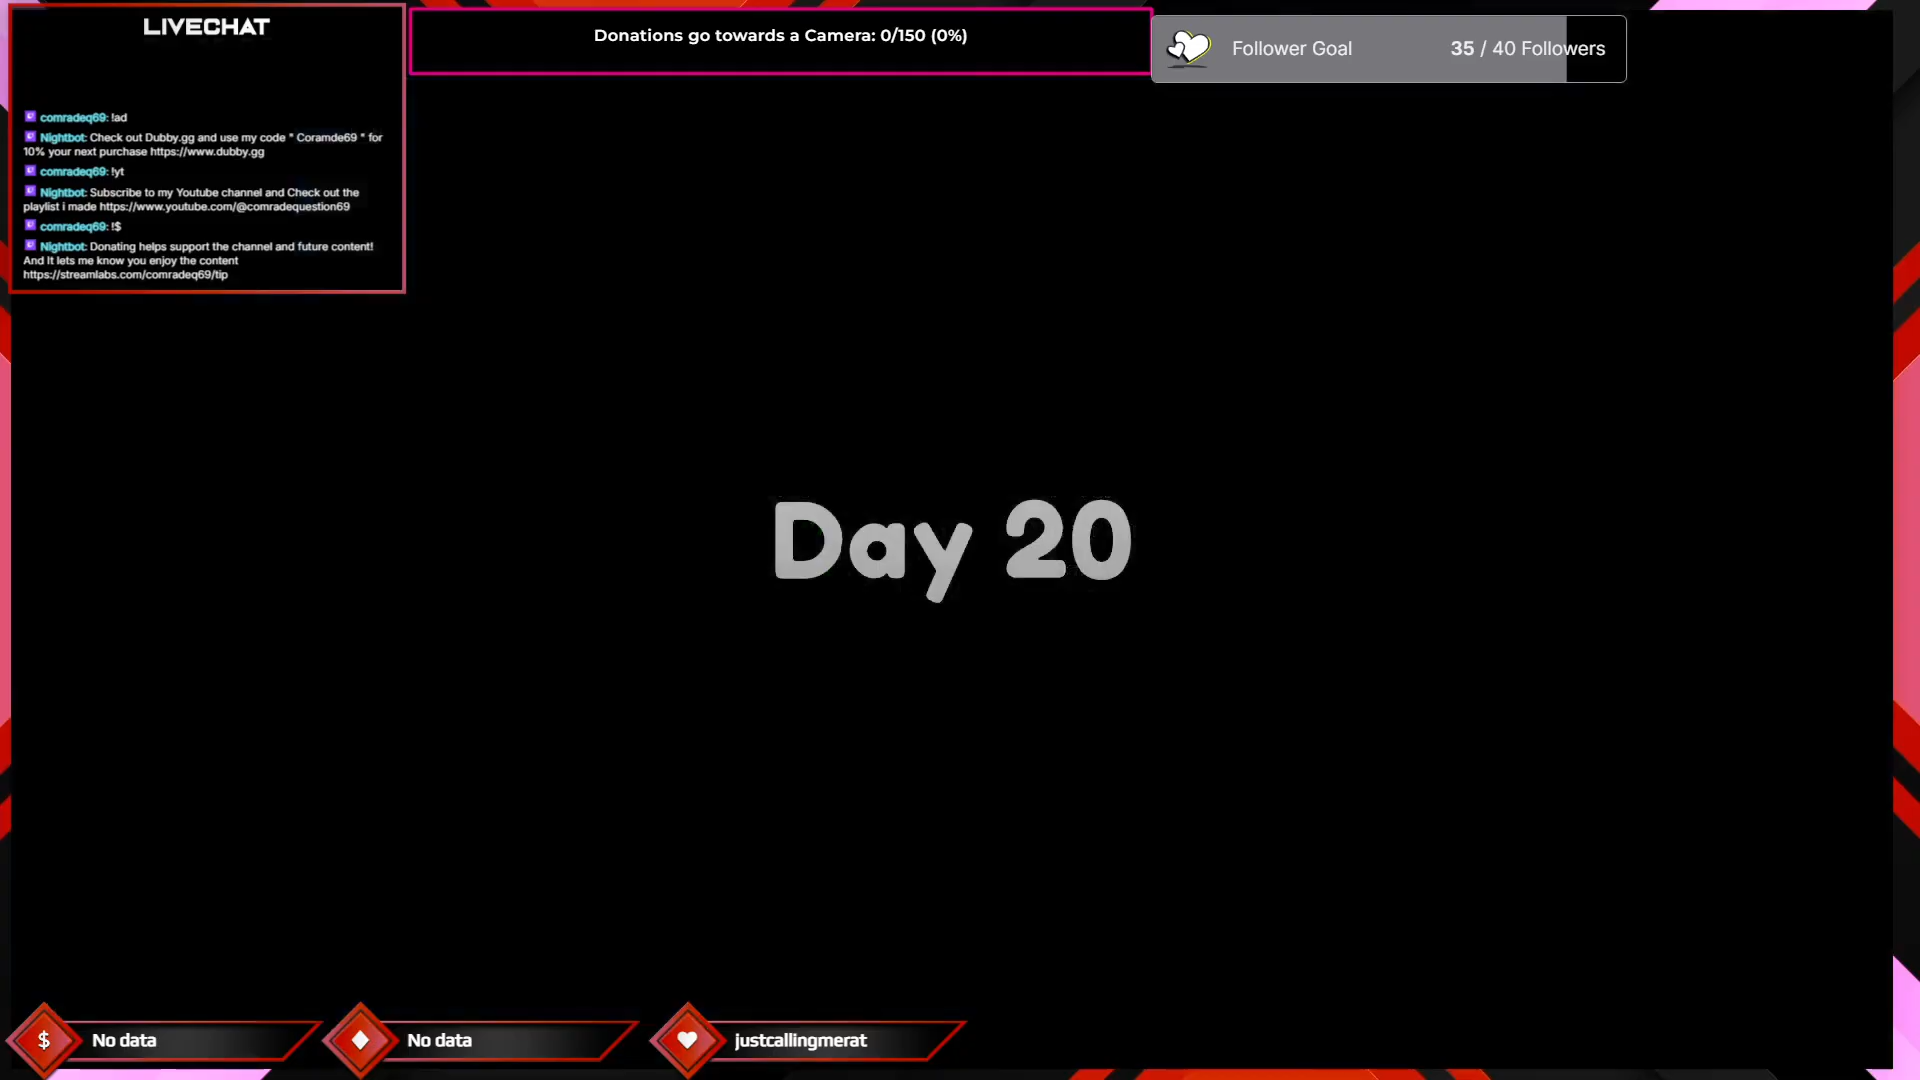 LIVECHAT
comradeq69: !ad
Nightbot: Check out Dubby.gg and use my code " Coramde69 " for
10% your next purchase https://www.dubby.gg
comradeq69: !yt
Nightbot: Subscribe to my Youtube channel and Check out the
playlist i made https://www.youtube.com/@comradequestion69
comradeq69: !$
Nightbot: Donating helps support the channel and future content!
And It lets me know you enjoy the content
https://streamlabs.com/comradeq69/tip
Donations go towards a Camera: 0/150 (0%)
Follower Goal 35 / 40 Followers
Day 20
$ No data
No data
justcallingmerat